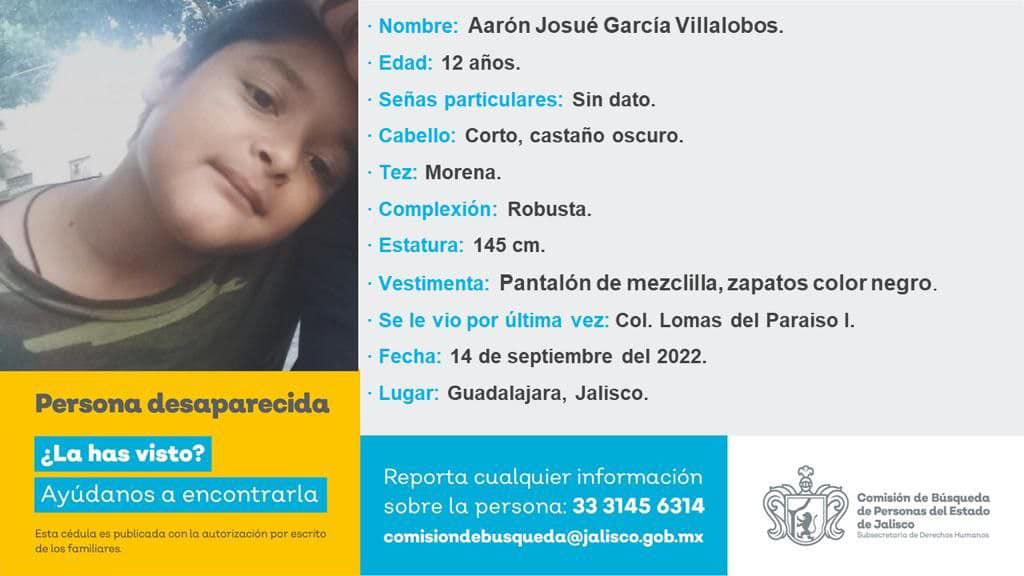 · Nombre: Aarón Josué García Villalobos.
· Edad: 12 años.
· Señas particulares: Sin dato.
· Cabello: Corto, castaño oscuro.
· Tez: Morena.
· Complexión: Robusta.
· Estatura: 145 cm.
· Vestimenta: Pantalón de mezclilla, zapatos color negro.
· Se le vio por última vez: Col. Lomas del Paraiso I.
· Fecha: 14 de septiembre del 2022.
· Lugar: Guadalajara, Jalisco.
Persona desaparecida
¿La has visto?
Ayúdanos a encontrarla
Esta cédula es publicada con la autorización por escrito
de los familiares.
Reporta cualquier información
sobre la persona: 33 3145 6314
comisiondebusqueda@jalisco.gob.mx
Comisión de Búsqueda
de Personas del Estado
de Jalisco
Subsecretaría de Derechos Humanos